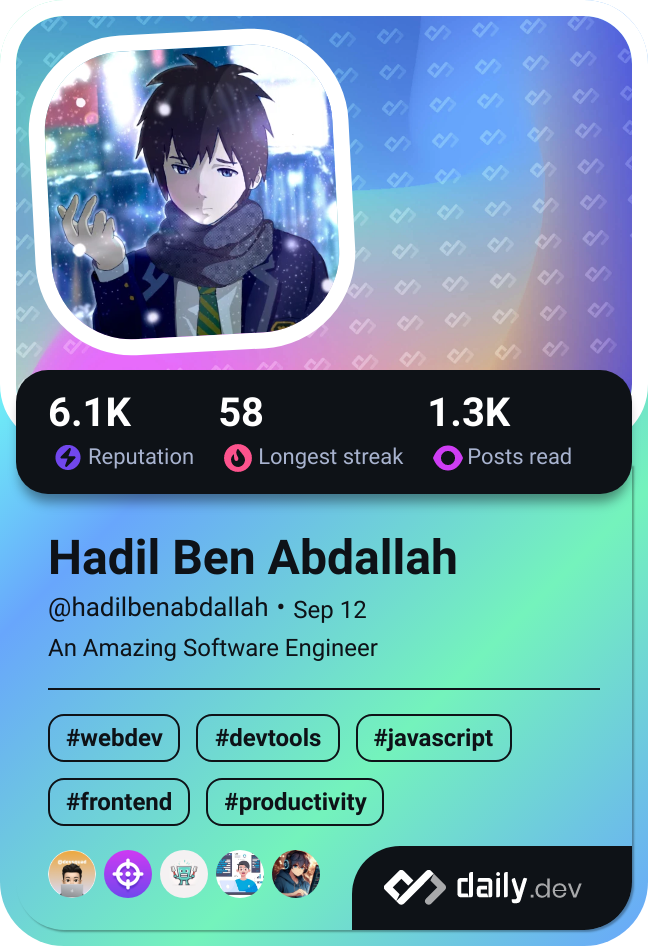 6.1K 58 1.3K
Reputation Longest streak Posts read
Hadil Ben Abdallah
@hadilbenabdallah • Sep 12
An Amazing Software Engineer
#webdev #devtools #javascript
#frontend #productivity
daily.dev